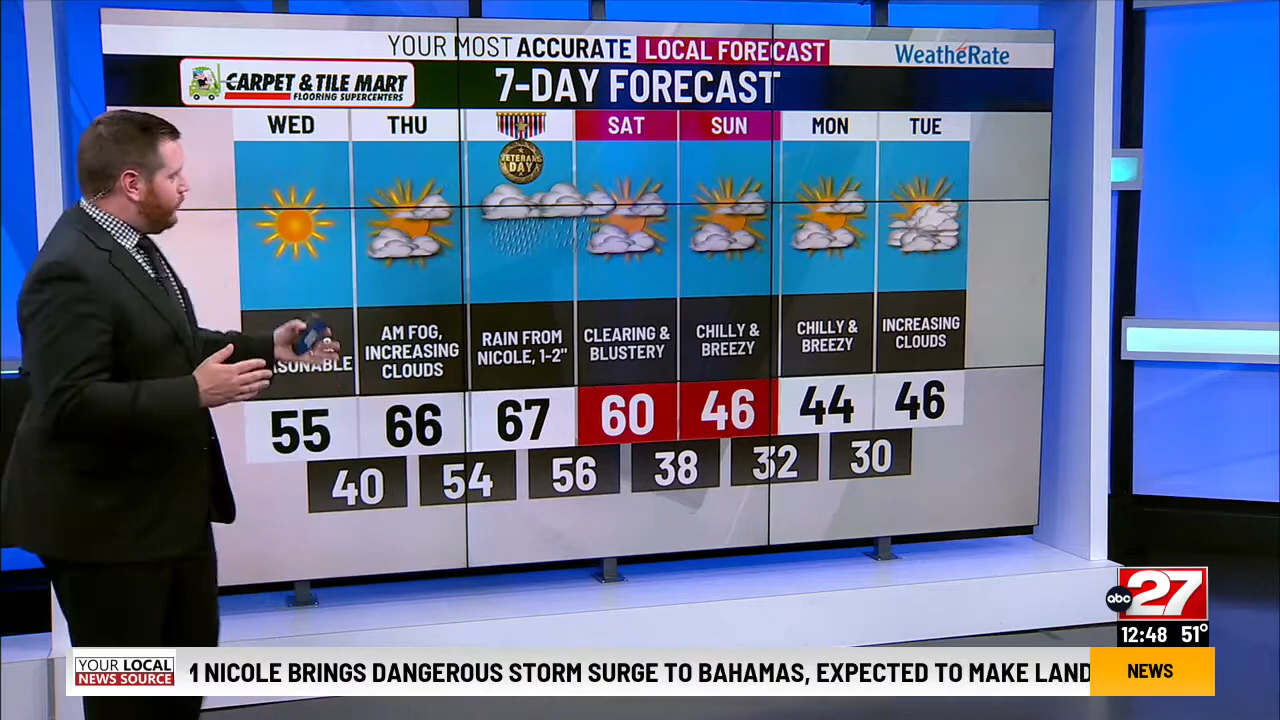 YOUR MOST ACCURATE LOCAL FORECAST
WeatheRate
CARPET & TILE MART
FLOORING SUPERCENTERS
7-DAY FORECAST
WED THU SAT SUN MON TUE
VETERANS
DAY
AM FOG,
INCREASING
CLOUDS
RAIN FROM
NICOLE, 1-2"
CLEARING &
BLUSTERY
CHILLY &
BREEZY
CHILLY &
BREEZY
INCREASING
CLOUDS
55 66 67 60 46 44 46
40 54 56 38 32 30
abc 27
12:48 51°
YOUR LOCAL
NEWS SOURCE
NICOLE BRINGS DANGEROUS STORM SURGE TO BAHAMAS, EXPECTED TO MAKE LAND
NEWS